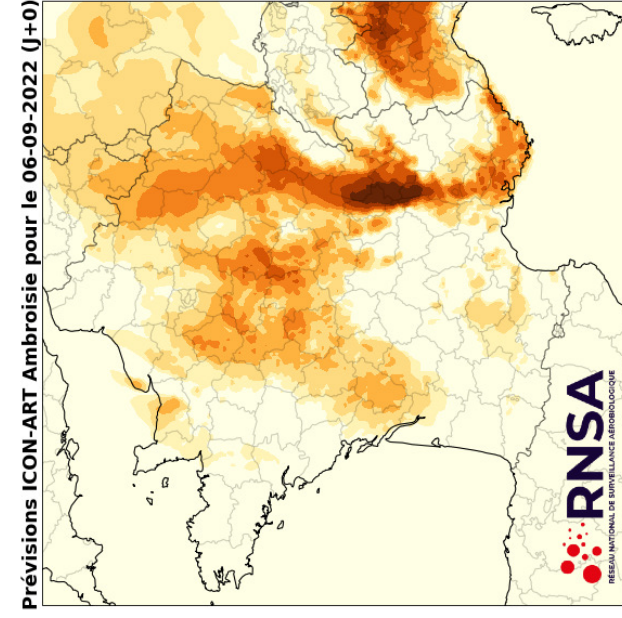 Prévisions ICON-ART Ambroisie pour le 06-09-2022 (J+0)
RNSA
RÉSEAU NATIONAL DE SURVEILLANCE AÉROBIOLOGIQUE